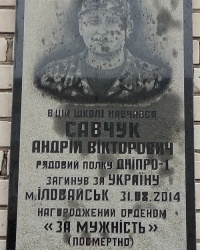 В ЦІЙ ШКОЛІ НАВЧАВСЯ
САВЧУК
АНДРІЙ ВІКТОРОВИЧ
РЯДОВИЙ ПОЛКУ ДНІПРО-1
ЗАГИНУВ ЗА УКРАЇНУ
М.ІЛОВАЙСЬК 31.08.2014
НАГОРОДЖЕНИЙ ОРДЕНОМ
«ЗА МУЖНІСТЬ»
(ПОСМЕРТНО)